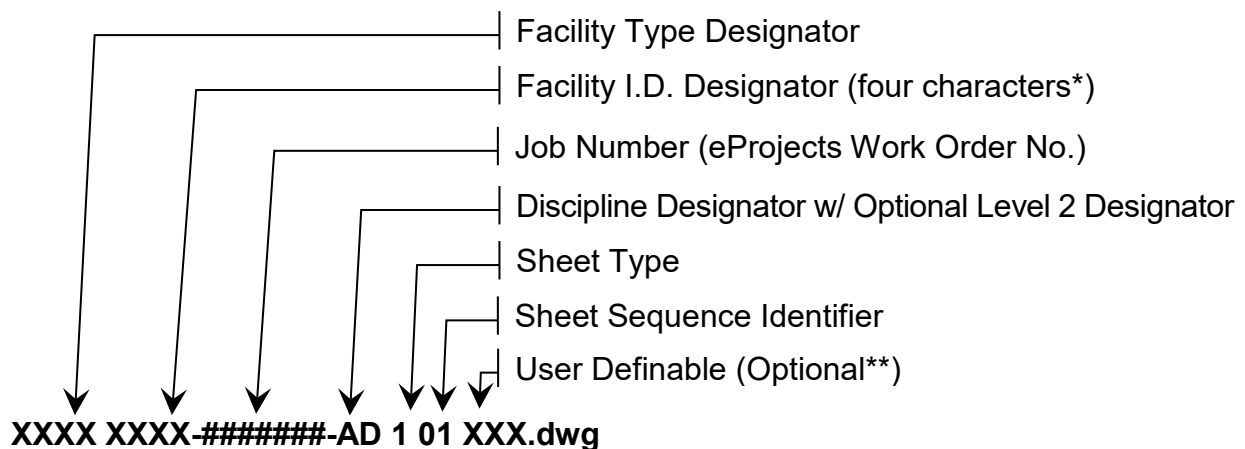 Facility Type Designator
Facility I.D. Designator (four characters*)
Job Number (eProjects Work Order No.)
Discipline Designator w/ Optional Level 2 Designator
Sheet Type
Sheet Sequence Identifier
User Definable (Optional**)
XXXX XXXX-#######-AD 1 01 XXX.dwg